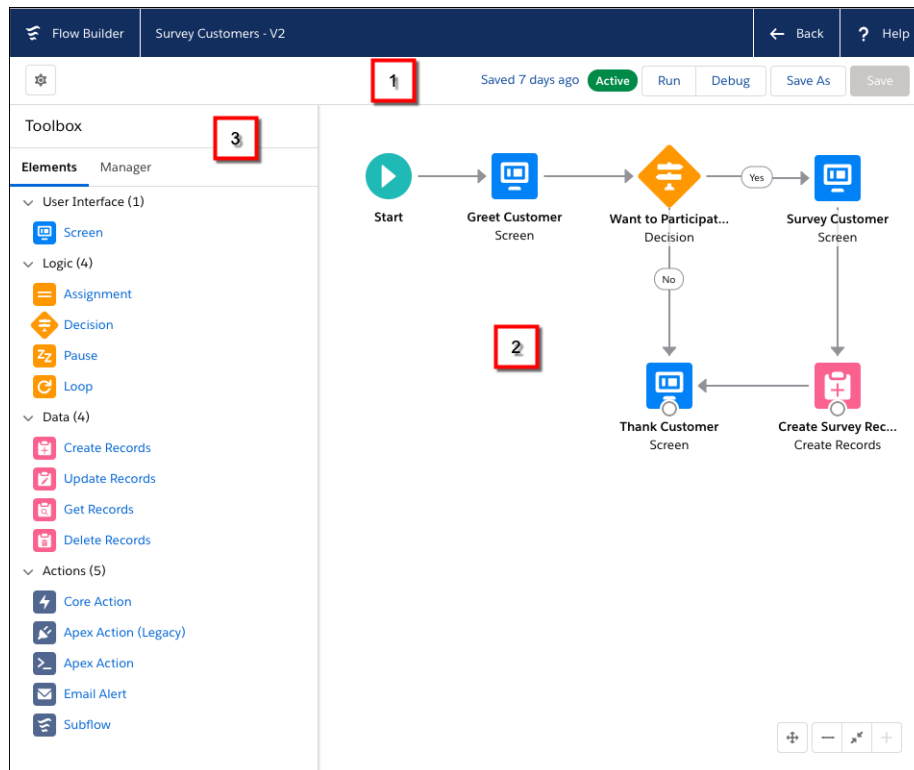 Flow Builder
Survey Customers - V2
Back
? Help
1
Saved 7 days ago
Active
Run
Debug
Save As
Save
Toolbox
3
Elements
Manager
User Interface (1)
Screen
Logic (4)
Assignment
Decision
Pause
Loop
Data (4)
Create Records
Update Records
Get Records
Delete Records
Actions (5)
Core Action
Apex Action (Legacy)
Apex Action
Email Alert
Subflow
Start
Greet Customer
Screen
Want to Participat...
Decision
Yes
Survey Customer
Screen
No
2
Thank Customer
Screen
Create Survey Rec...
Create Records